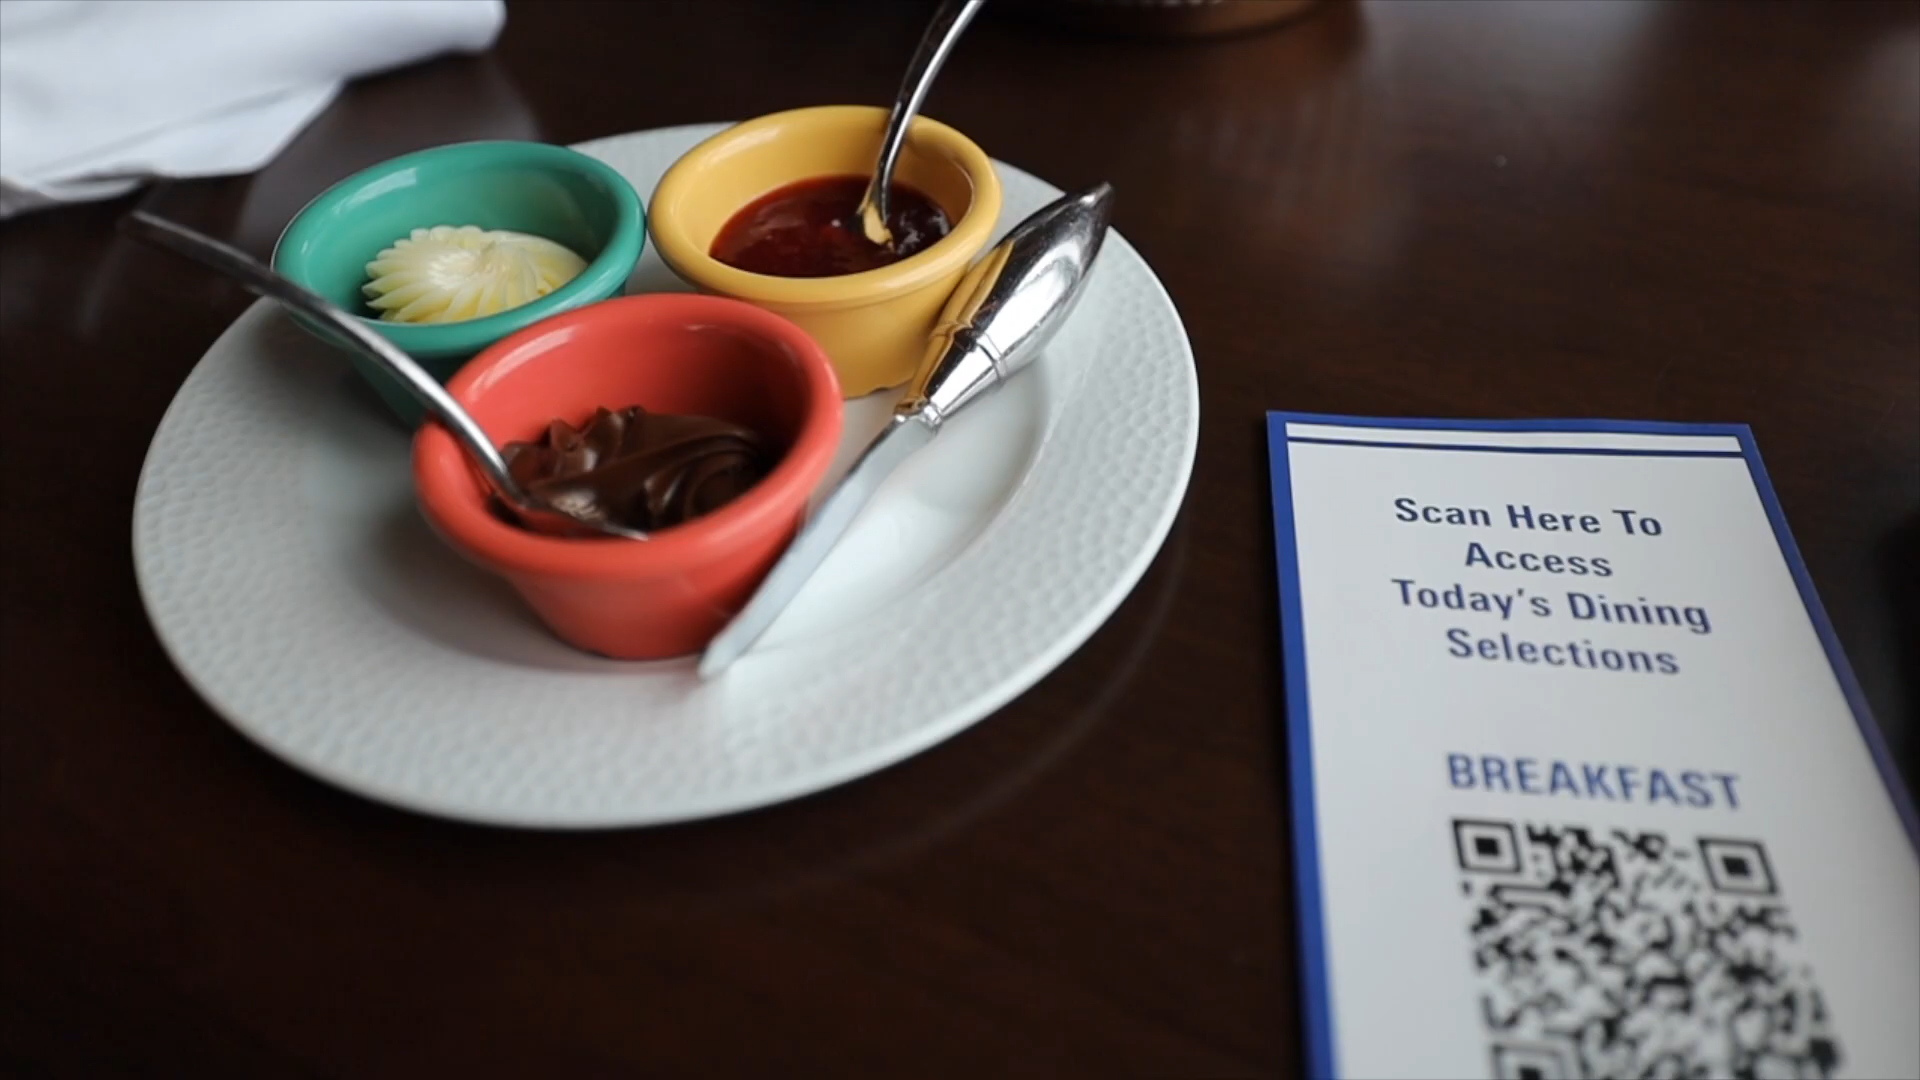 Scan Here To
Access
Today's Dining
Selections
BREAKFAST